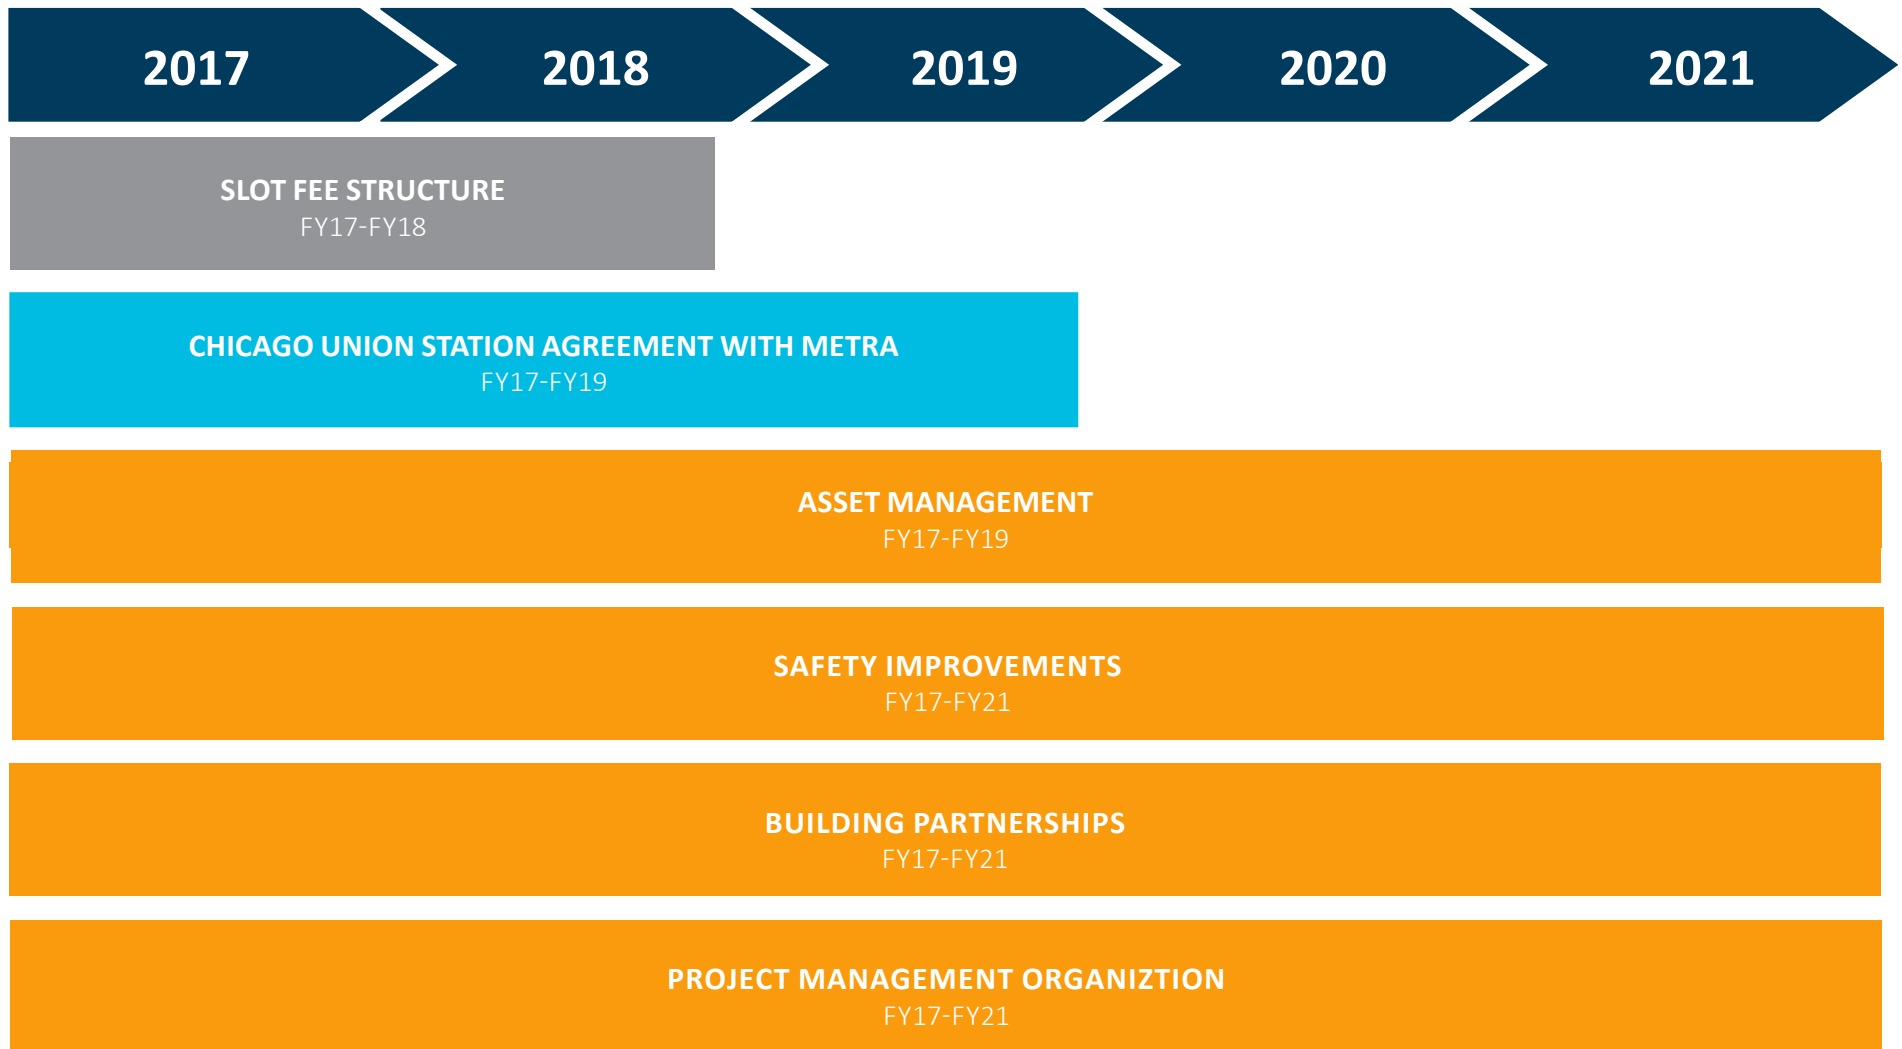 2017 2018 2019 2020 2021
SLOT FEE STRUCTURE
FY17-FY18
CHICAGO UNION STATION AGREEMENT WITH METRA
FY17-FY19
ASSET MANAGEMENT
FY17-FY19
SAFETY IMPROVEMENTS
FY17-FY21
BUILDING PARTNERSHIPS
FY17-FY21
PROJECT MANAGEMENT ORGANIZTION
FY17-FY21